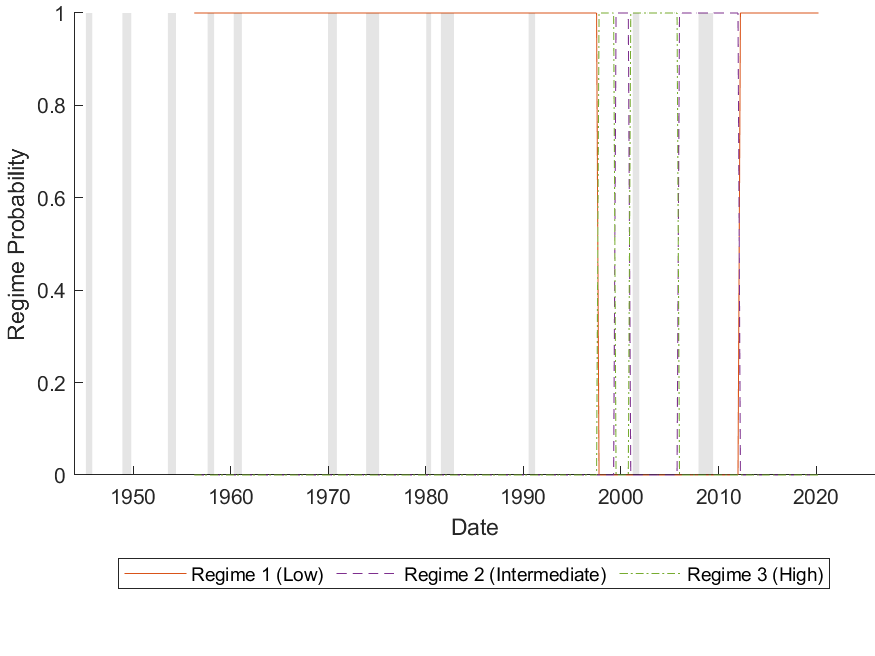 1
0.8
0.6
0.4
0.2
0
Regime Probability
1950 1960 1970 1980 1990 2000 2010 2020
Date
Regime 1 (Low) Regime 2 (Intermediate) Regime 3 (High)